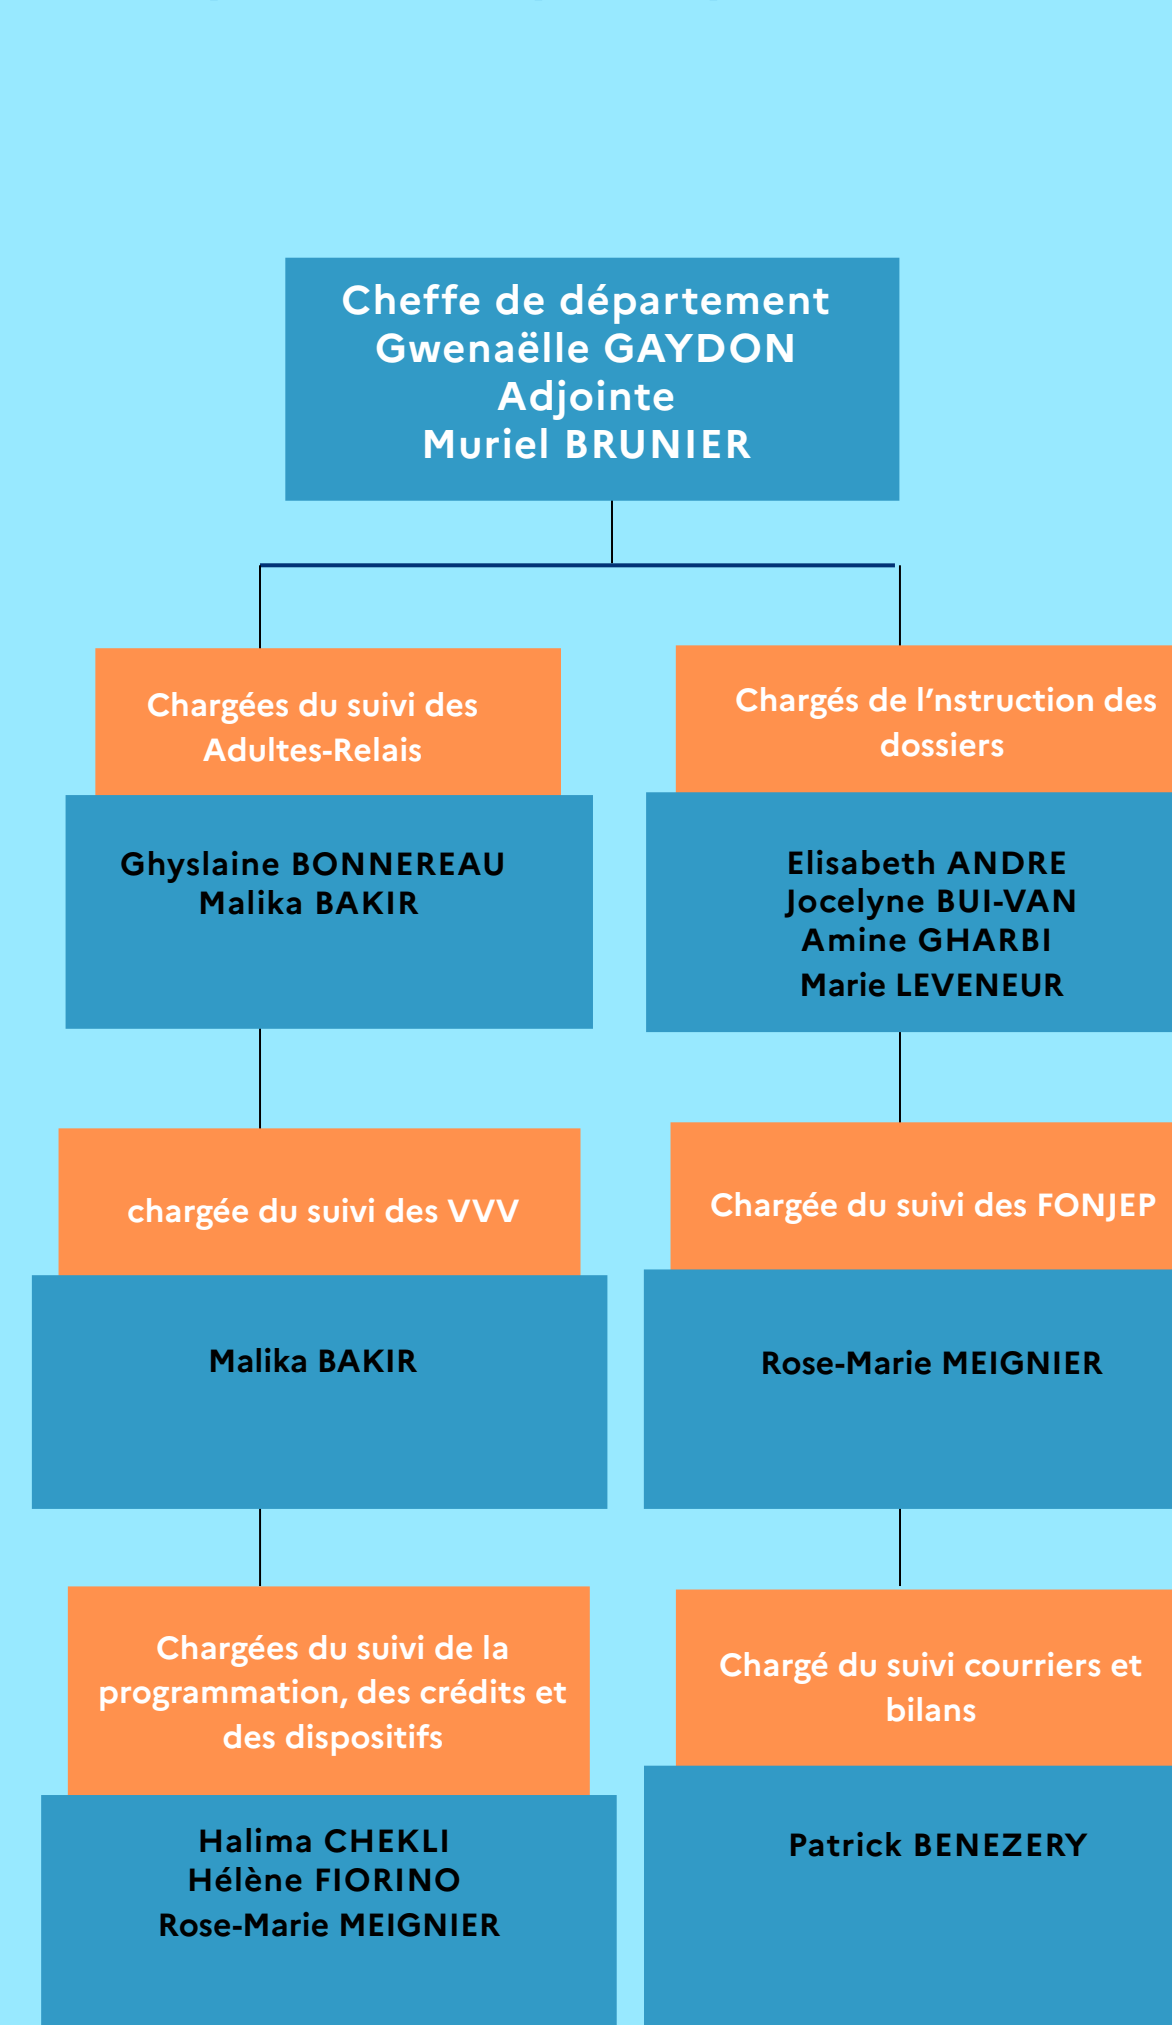 Cheffe de département
Gwenaëlle GAYDON
Adjointe
Muriel BRUNIER
Chargées du suivi des
Adultes-Relais
Ghyslaine BONNEREAU
Malika BAKIR
Chargés de l’nstruction des
dossiers
Elisabeth ANDRE
Jocelyne BUI-VAN
Amine GHARBI
Marie LEVENEUR
chargée du suivi des VVV
Malika BAKIR
Chargée du suivi des FONJEP
Rose-Marie MEIGNIER
Chargées du suivi de la
programmation, des crédits et
des dispositifs
Halima CHEKLI
Hélène FIORINO
Rose-Marie MEIGNIER
Chargé du suivi courriers et
bilans
Patrick BENEZERY